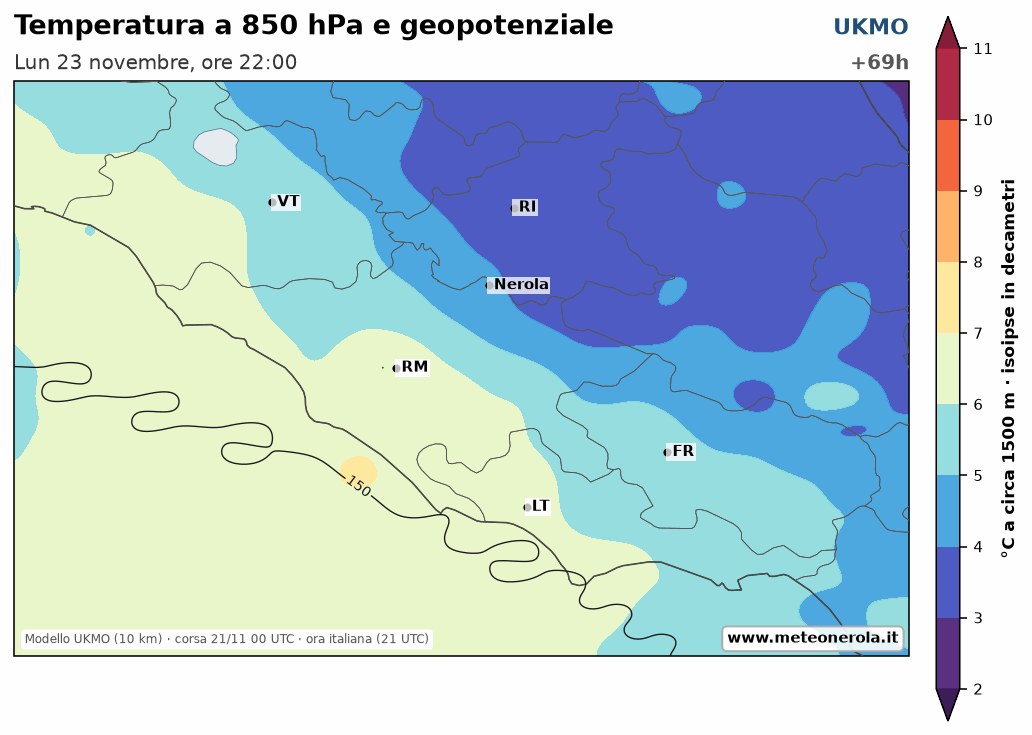 Temperatura a 850 hPa e geopotenziale
UKMO
Lun 23 novembre, ore 22:00
+69h
VT
RI
Nerola
RM
FR
150
LT
Modello UKMO (10 km) · corsa 21/11 00 UTC · ora italiana (21 UTC)
www.meteonerola.it
11
10
9
8
7
6
5
4
3
2
°C a circa 1500 m · isoipse in decametri